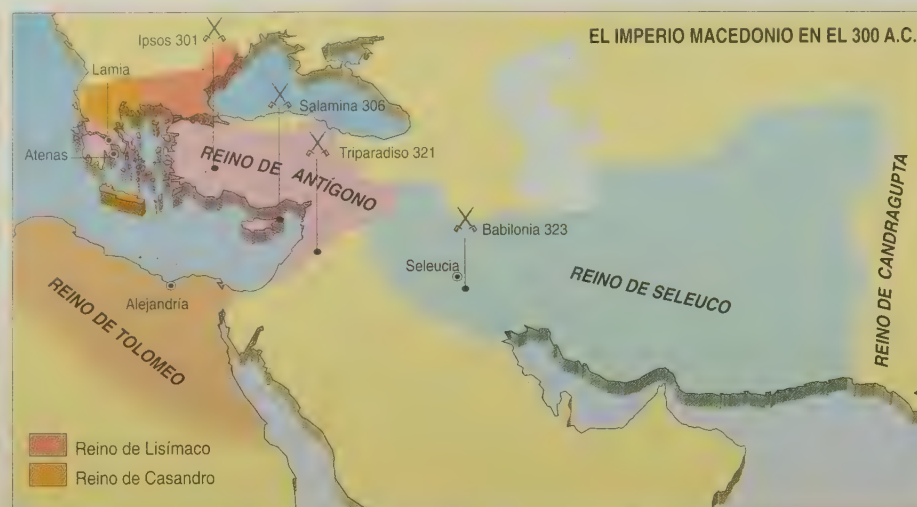 EL IMPERIO MACEDONIO EN EL 300 A.C.
Ipsos 301
Lamia
Salamina 306
Atenas
Triparadiso 321
REINO DE ANTÍGONO
Babilonia 323
Seleucia
REINO DE SELEUCO
REINO DE CANDRAGUPTA
Alejandría
REINO DE TOLOMEO
Reino de Lisímaco
Reino de Casandro